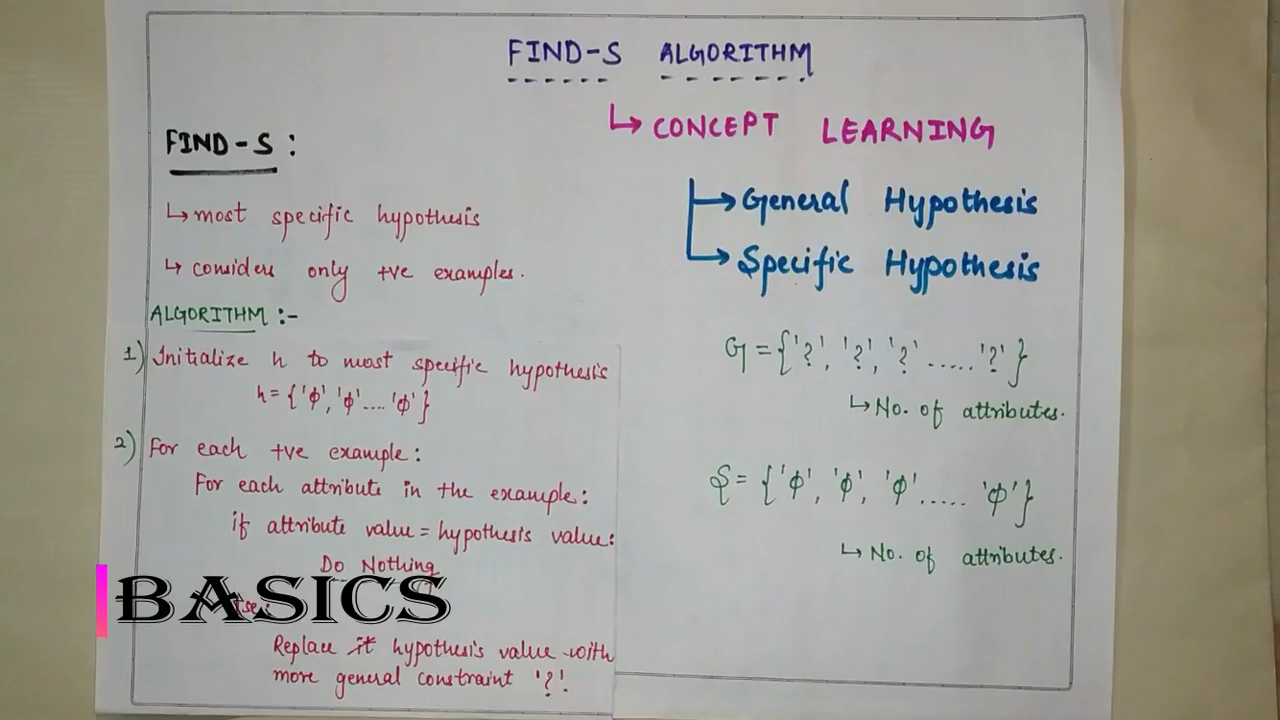 FIND-S ALGORITHM
↳ CONCEPT LEARNING
→ General Hypothesis
→ Specific Hypothesis
G = {'?', '?', '?' ..... '?'}
↳ No. of attributes.
S = {'ϕ', 'ϕ', 'ϕ' ..... 'ϕ'}
↳ No. of attributes.
FIND-S :
↳ most specific hypothesis
↳ considers only +ve examples.
ALGORITHM :-
1) Initialize h to most specific hypothesis
h = {'ϕ', 'ϕ' .... 'ϕ'}
2) For each +ve example :
For each attribute in the example :
if attribute value = hypothesis value :
Do Nothing
BASICS
Replace hypothesis value with
more general constraint '?'.